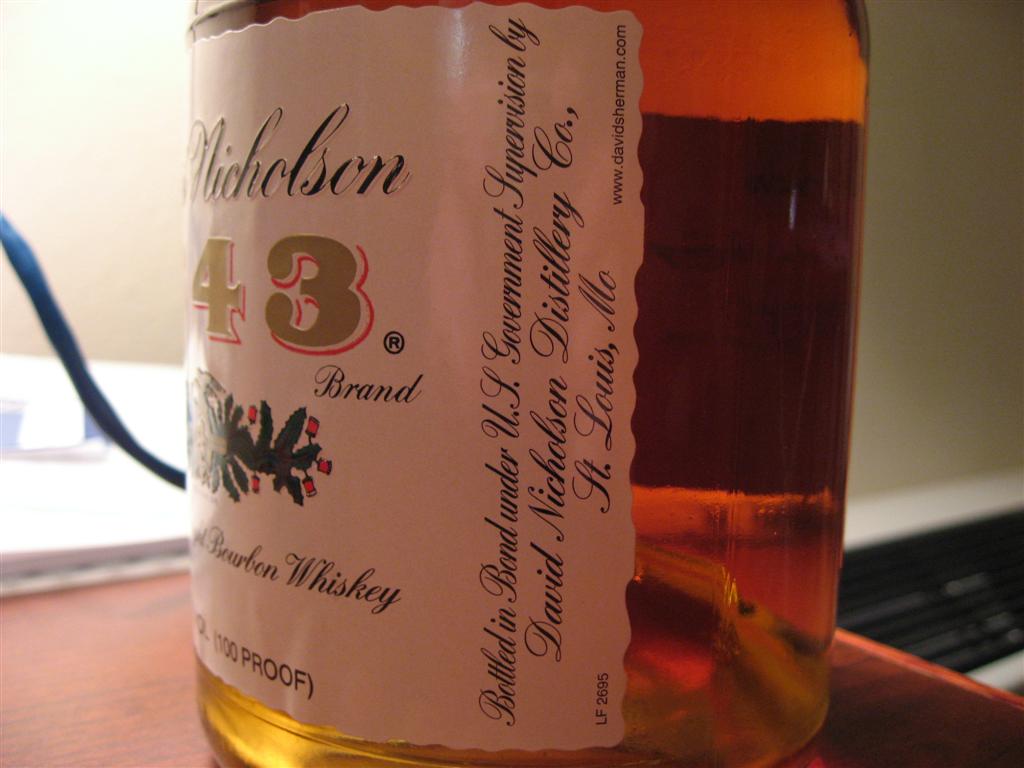 Nicholson
43®
Brand
Bourbon Whiskey
(100 PROOF)
Bottled in Bond under U.S. Government Supervision by
David Nicholson Distillery Co.,
St. Louis, Mo
www.davidsherman.com
LF 2695